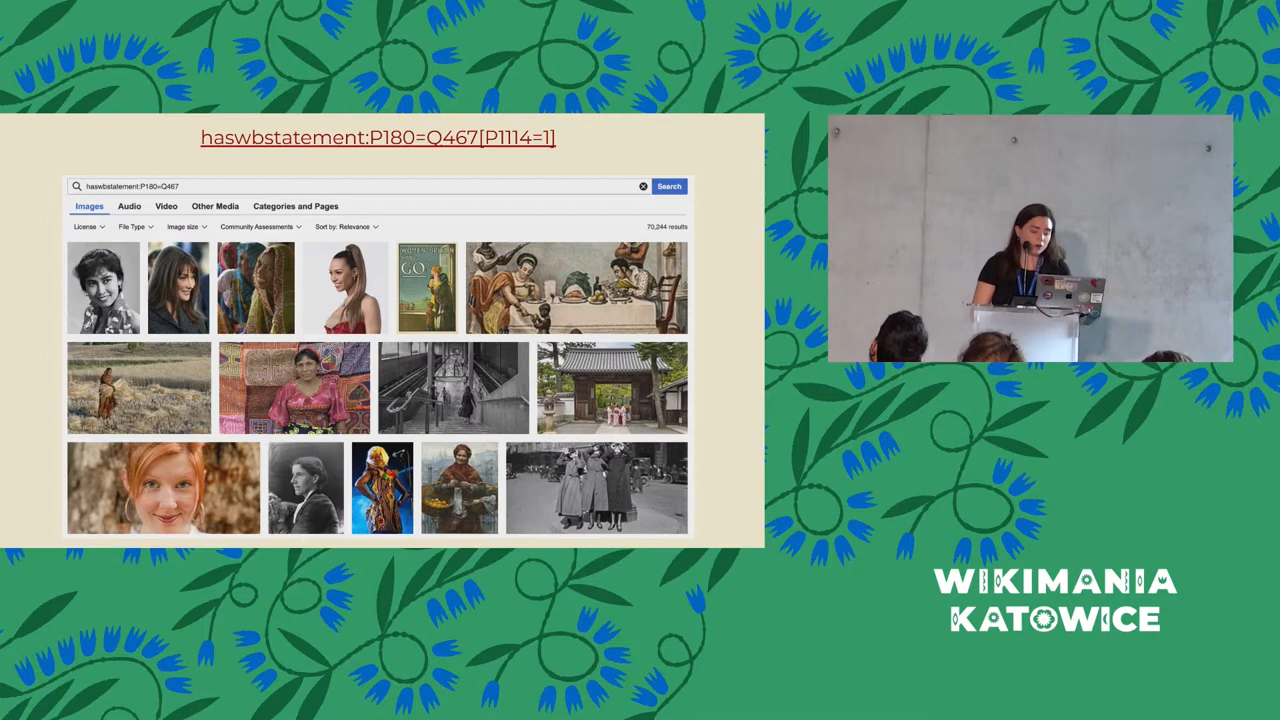 haswbstatement:P180=Q467[P1114=1]
haswbstatement:P180=Q467
Search
Images Audio Video Other Media Categories and Pages
License File Type Image size Community Assessments Sort by: Relevance 70,244 results
GO
WIKIMANIA
KATOWICE